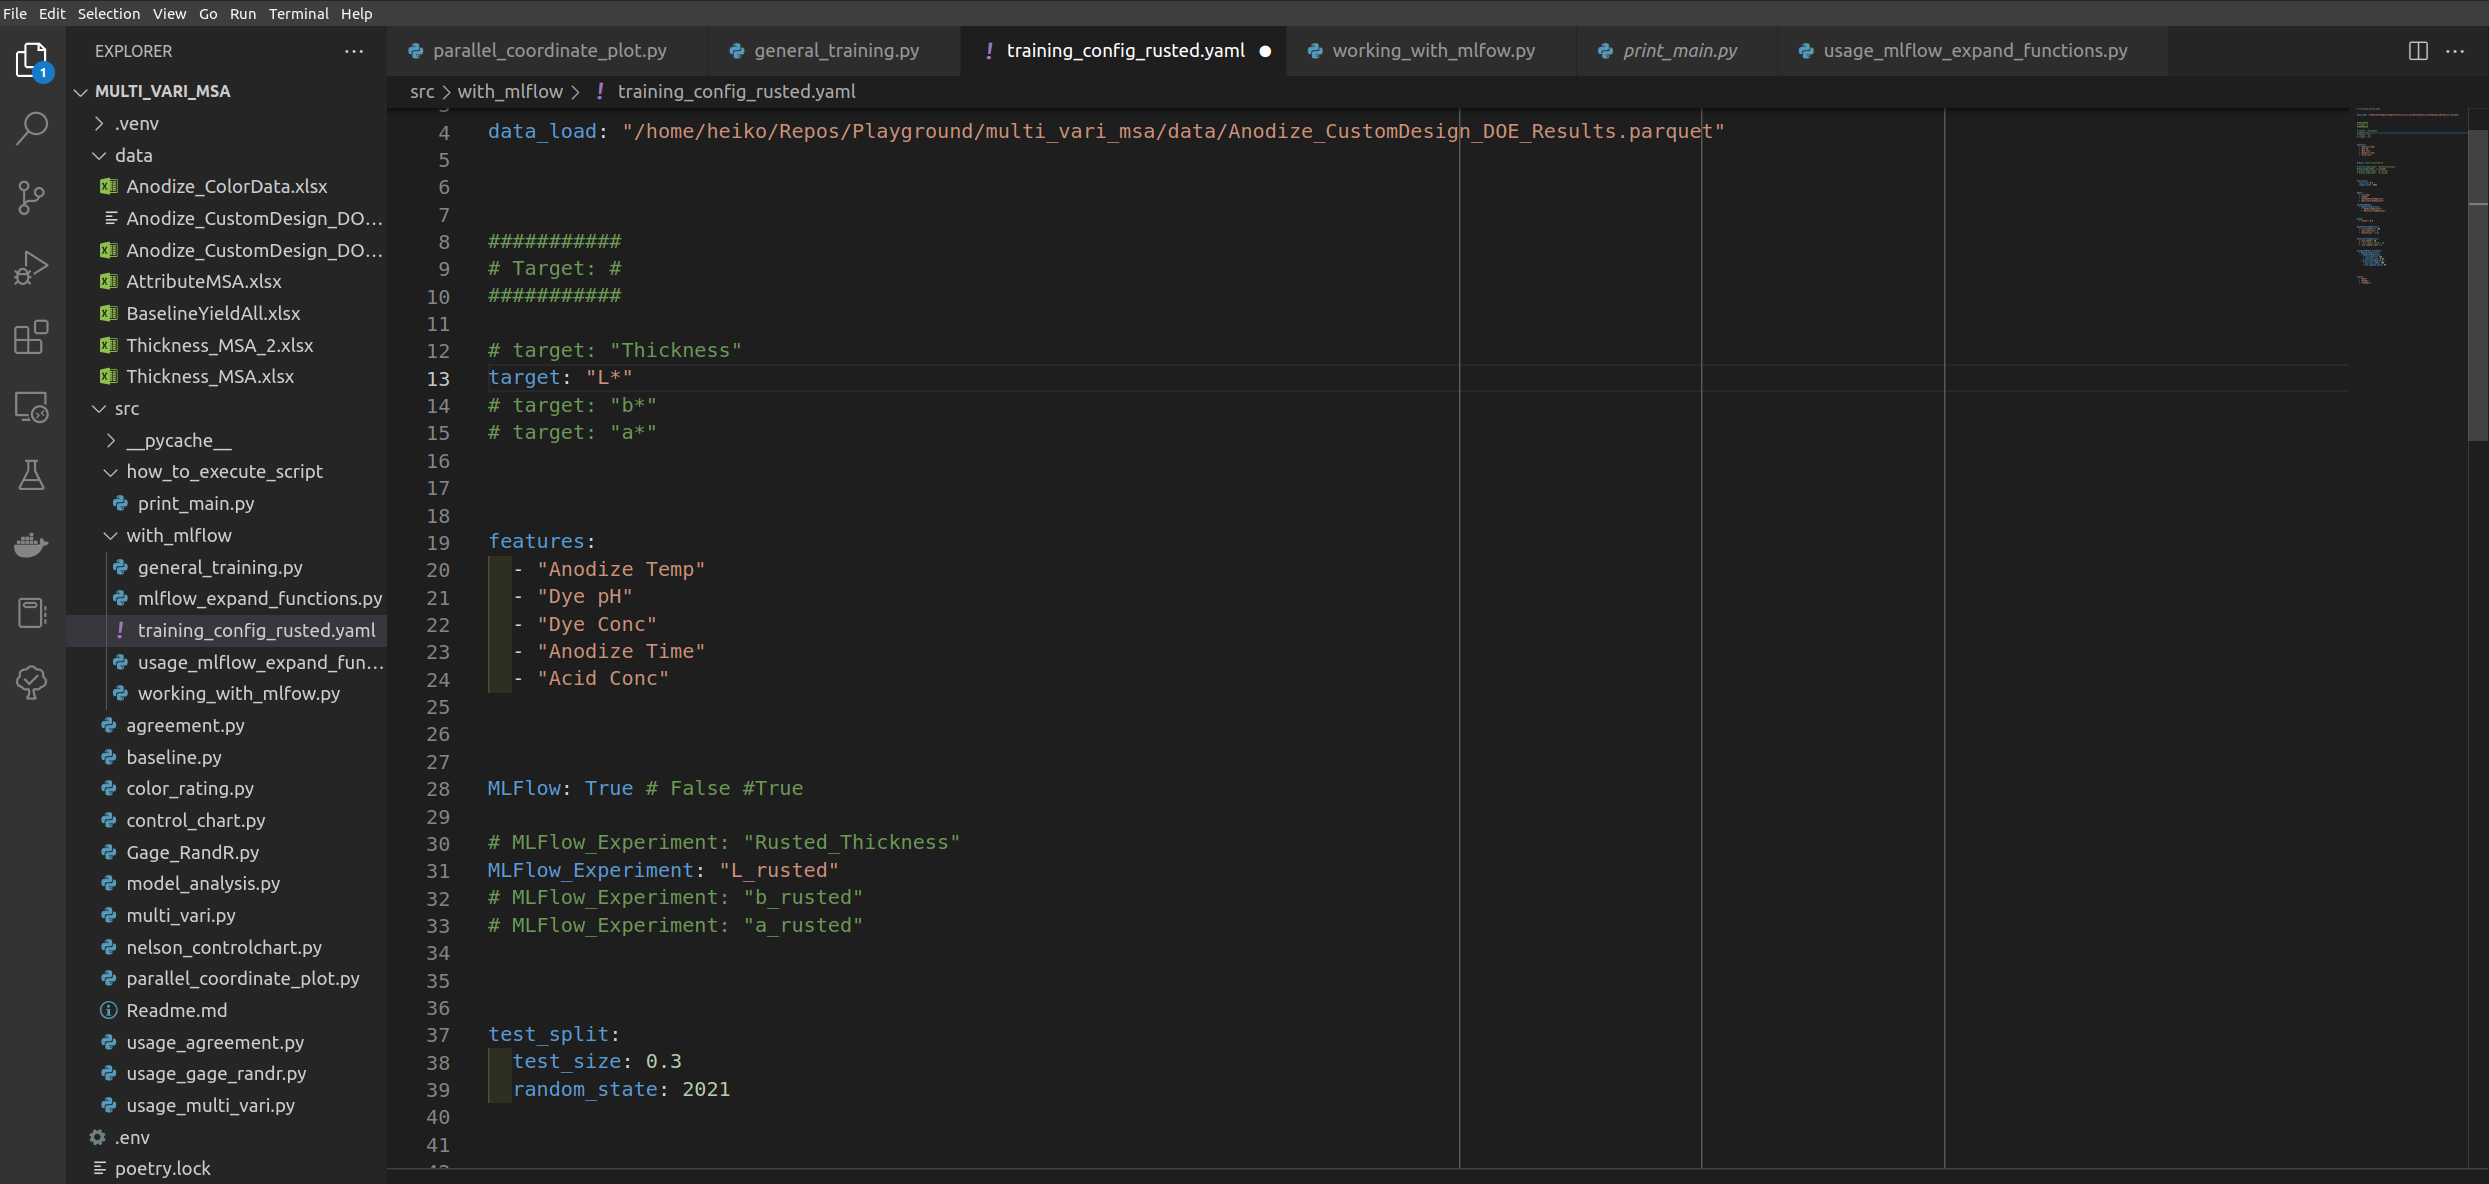 File Edit Selection View Go Run Terminal Help
EXPLORER
MULTI_VARI_MSA
.venv
data
Anodize_ColorData.xlsx
Anodize_CustomDesign_DO...
Anodize_CustomDesign_DO...
AttributeMSA.xlsx
BaselineYieldAll.xlsx
Thickness_MSA_2.xlsx
Thickness_MSA.xlsx
src
__pycache__
how_to_execute_script
print_main.py
with_mlflow
general_training.py
mlflow_expand_functions.py
training_config_rusted.yaml
usage_mlflow_expand_fun...
working_with_mlfow.py
agreement.py
baseline.py
color_rating.py
control_chart.py
Gage_RandR.py
model_analysis.py
multi_vari.py
nelson_controlchart.py
parallel_coordinate_plot.py
Readme.md
usage_agreement.py
usage_gage_randr.py
usage_multi_vari.py
.env
poetry.lock
1
parallel_coordinate_plot.py general_training.py training_config_rusted.yaml working_with_mlfow.py print_main.py usage_mlflow_expand_functions.py
src > with_mlflow > ! training_config_rusted.yaml
4 data_load: "/home/heiko/Repos/Playground/multi_vari_msa/data/Anodize_CustomDesign_DOE_Results.parquet"
5
6
7
8 ###########
9 # Target: #
10 ###########
11
12 # target: "Thickness"
13 target: "L*"
14 # target: "b*"
15 # target: "a*"
16
17
18
19 features:
20 - "Anodize Temp"
21 - "Dye pH"
22 - "Dye Conc"
23 - "Anodize Time"
24 - "Acid Conc"
25
26
27
28 MLFlow: True # False #True
29
30 # MLFlow_Experiment: "Rusted_Thickness"
31 MLFlow_Experiment: "L_rusted"
32 # MLFlow_Experiment: "b_rusted"
33 # MLFlow_Experiment: "a_rusted"
34
35
36
37 test_split:
38 test_size: 0.3
39 random_state: 2021
40
41